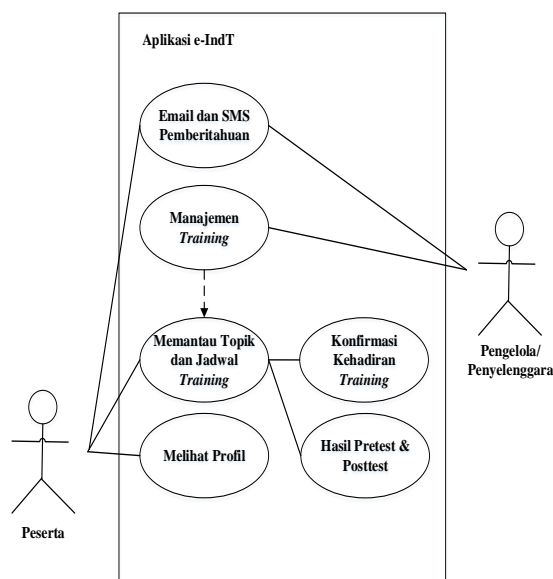 Aplikasi e-IndT
Email dan SMS
Pemberitahuan
Manajemen
Training
Memantau Topik
dan Jadwal
Training
Konfirmasi
Kehadiran
Training
Melihat Profil
Hasil Pretest &
Posttest
Peserta
Pengelola/
Penyelenggara